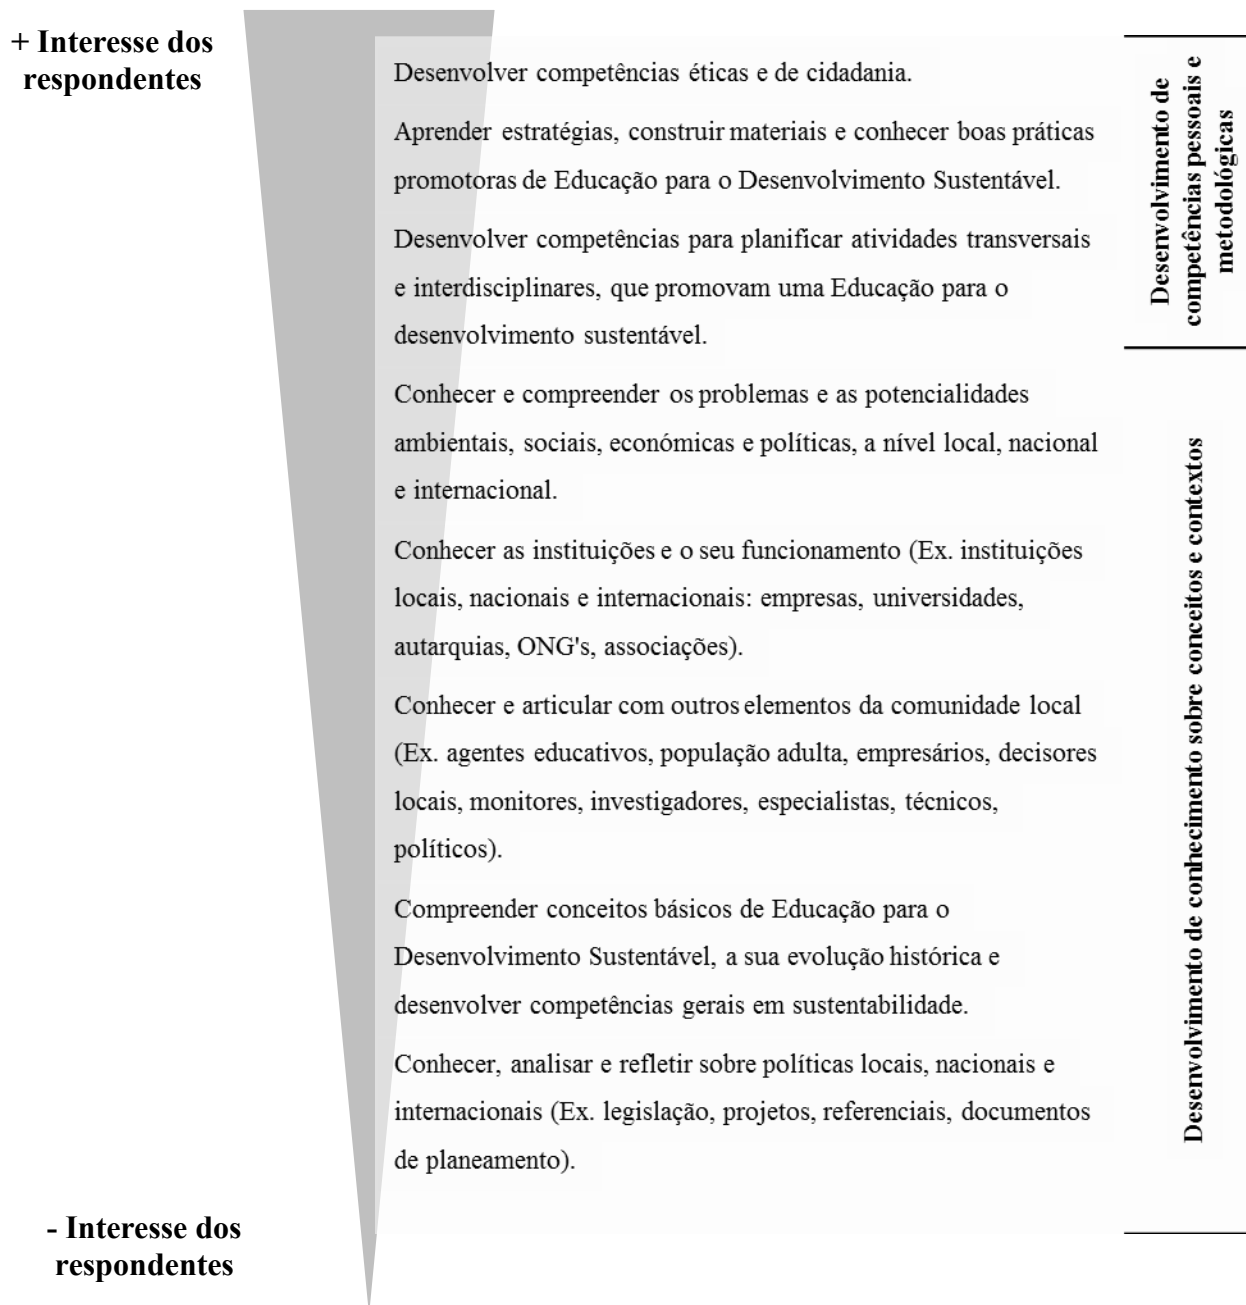 + Interesse dos
respondentes
Desenvolver competências éticas e de cidadania.
Aprender estratégias, construir materiais e conhecer boas práticas
promotoras de Educação para o Desenvolvimento Sustentável.
Desenvolver competências para planificar atividades transversais
e interdisciplinares, que promovam uma Educação para o
desenvolvimento sustentável.
Desenvolvimento de
competências pessoais e
metodológicas
Conhecer e compreender os problemas e as potencialidades
ambientais, sociais, económicas e políticas, a nível local, nacional
e internacional.
Conhecer as instituições e o seu funcionamento (Ex. instituições
locais, nacionais e internacionais: empresas, universidades,
autarquias, ONG's, associações).
Conhecer e articular com outros elementos da comunidade local
(Ex. agentes educativos, população adulta, empresários, decisores
locais, monitores, investigadores, especialistas, técnicos,
políticos).
Compreender conceitos básicos de Educação para o
Desenvolvimento Sustentável, a sua evolução histórica e
desenvolver competências gerais em sustentabilidade.
Conhecer, analisar e refletir sobre políticas locais, nacionais e
internacionais (Ex. legislação, projetos, referenciais, documentos
de planeamento).
Desenvolvimento de conhecimento sobre conceitos e contextos
- Interesse dos
respondentes